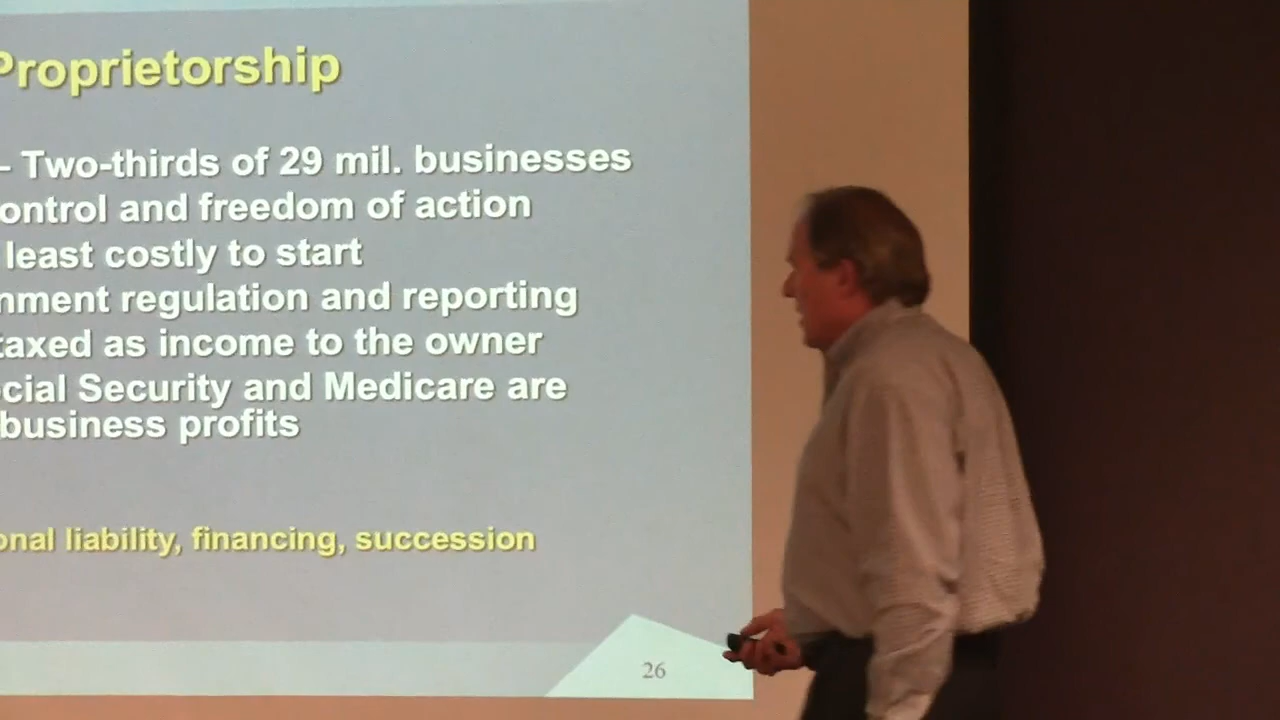 Proprietorship
– Two-thirds of 29 mil. businesses
ontrol and freedom of action
least costly to start
nment regulation and reporting
taxed as income to the owner
cial Security and Medicare are
business profits
onal liability, financing, succession
26